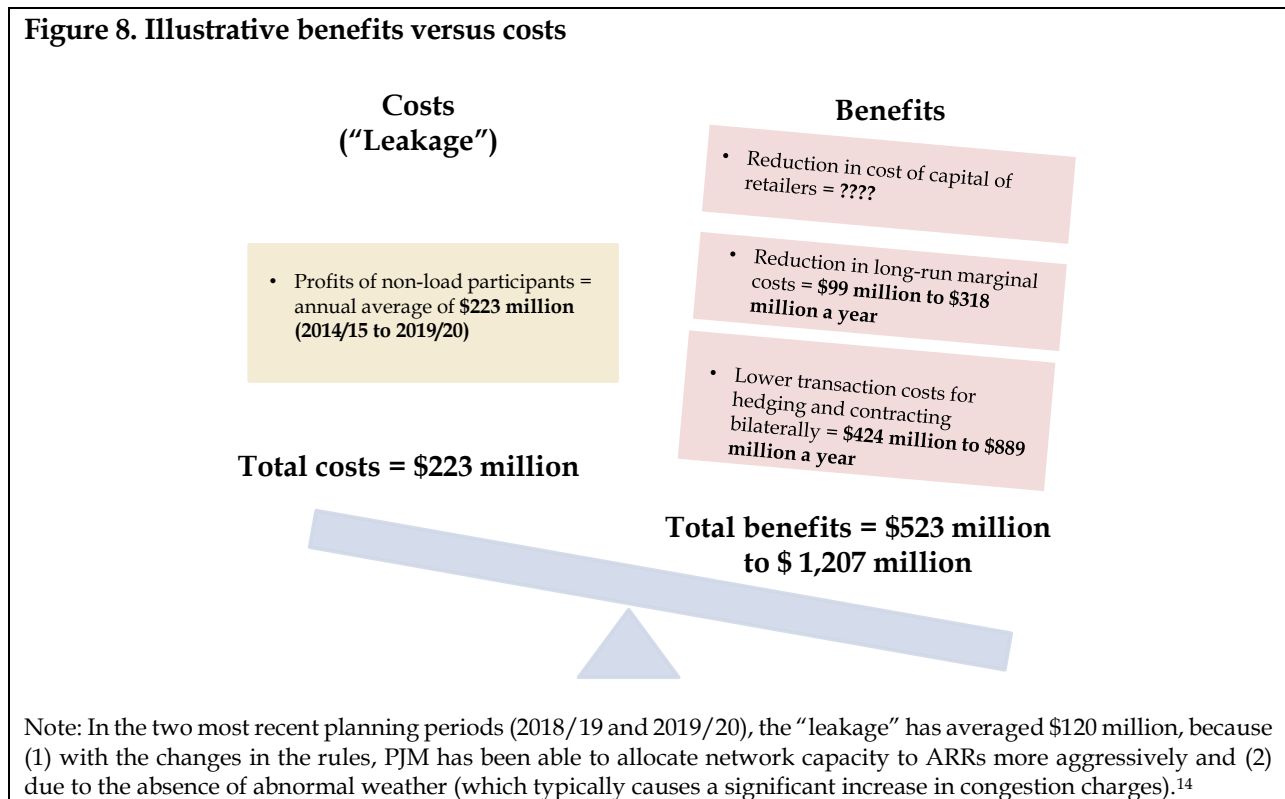 Figure 8. Illustrative benefits versus costs
Costs
(“Leakage”)
• Profits of non-load participants =
annual average of $223 million
(2014/15 to 2019/20)
Total costs = $223 million
Benefits
• Reduction in cost of capital of
retailers = ????
• Reduction in long-run marginal
costs = $99 million to $318
million a year
• Lower transaction costs for
hedging and contracting
bilaterally = $424 million to $889
million a year
Total benefits = $523 million
to $ 1,207 million
Note: In the two most recent planning periods (2018/19 and 2019/20), the “leakage” has averaged $120 million, because
(1) with the changes in the rules, PJM has been able to allocate network capacity to ARRs more aggressively and (2)
due to the absence of abnormal weather (which typically causes a significant increase in congestion charges).14